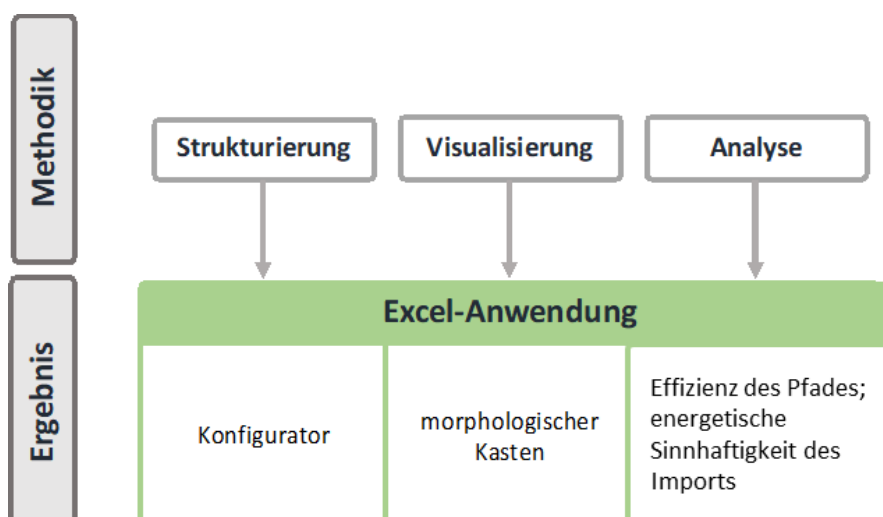 Methodik
Strukturierung
Visualisierung
Analyse
Ergebnis
Excel-Anwendung
Konfigurator
morphologischer
Kasten
Effizienz des Pfades;
energetische
Sinnhaftigkeit des
Imports